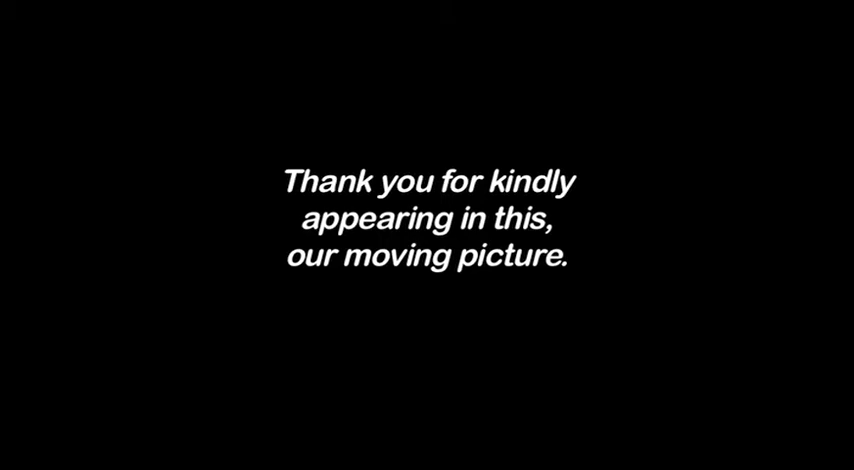 Thank you for kindly
appearing in this,
our moving picture.